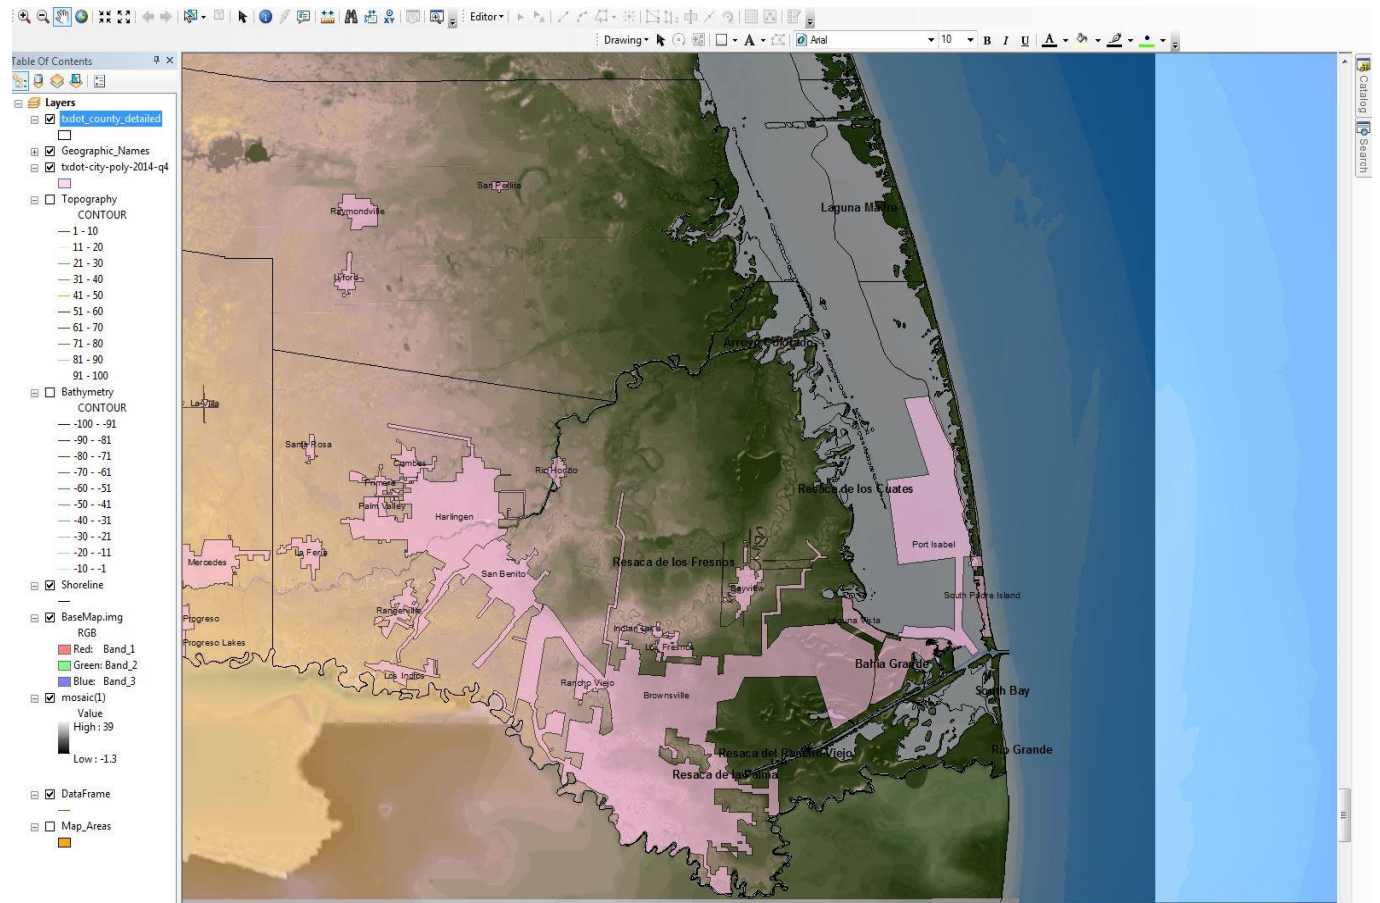 Editor
Drawing
Arial
10
B
I
U
A
Table Of Contents
Layers
txdot_county_detailed
Geographic_Names
txdot-city-poly-2014-q4
Topography
CONTOUR
1 - 10
11 - 20
21 - 30
31 - 40
41 - 50
51 - 60
61 - 70
71 - 80
81 - 90
91 - 100
Bathymetry
CONTOUR
-100 - -91
-90 - -81
-80 - -71
-70 - -61
-60 - -51
-50 - -41
-40 - -31
-30 - -21
-20 - -11
-10 - -1
Shoreline
BaseMap.img
RGB
Red: Band_1
Green: Band_2
Blue: Band_3
mosaic(1)
Value
High : 39
Low : -1.3
DataFrame
Map_Areas
San Perlita
Raymondville
Laguna Madre
Lyford
Arroyo Colorado
La Villa
Santa Rosa
Combes
Rio Hondo
Primera
Resaca de los Cuates
Palm Valley
Harlingen
Port Isabel
La Feria
Mercedes
Resaca de los Fresnos
San Benito
Bayview
South Padre Island
Rangerville
Progreso
Laguna Vista
Indian Lake
Progreso Lakes
Los Fresnos
Bahia Grande
Los Indios
Rancho Viejo
Brownsville
South Bay
Rio Grande
Resaca del Rancho Viejo
Resaca de la Palma
Catalog
Search